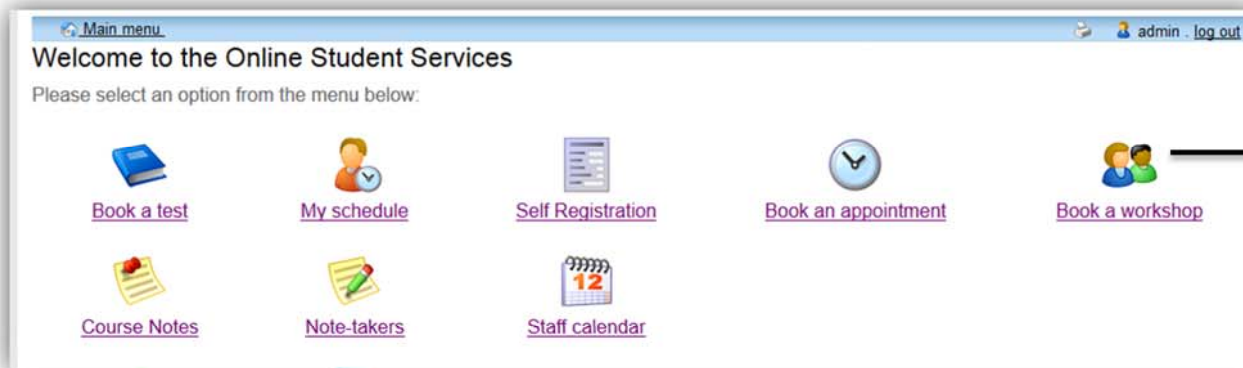 Main menu admin . log out
Welcome to the Online Student Services
Please select an option from the menu below:
Book a test My schedule Self Registration Book an appointment Book a workshop
12
Course Notes Note-takers Staff calendar